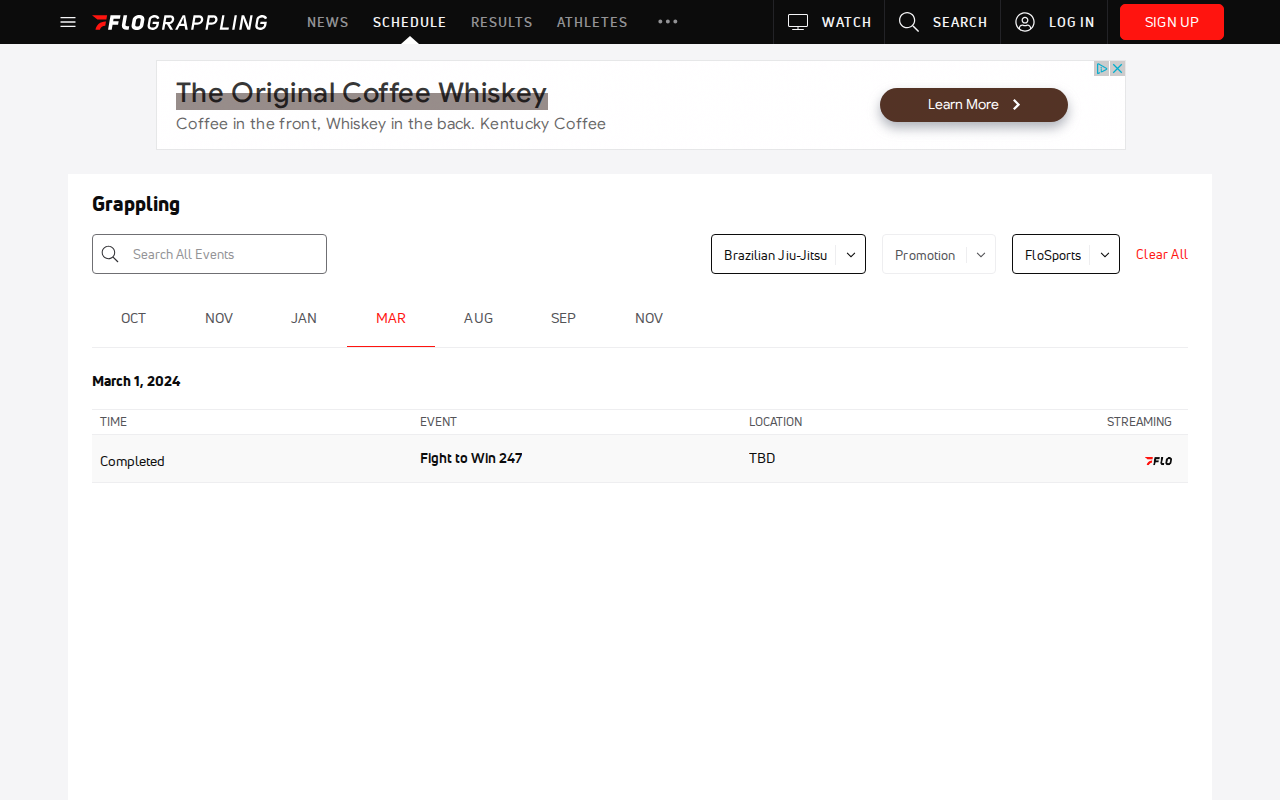 FLOGRAPPLING NEWS SCHEDULE RESULTS ATHLETES WATCH SEARCH LOG IN SIGN UP
The Original Coffee Whiskey
Coffee in the front, Whiskey in the back. Kentucky Coffee
Learn More
Grappling
Search All Events Brazilian Jiu-Jitsu Promotion FloSports Clear All
OCT NOV JAN MAR AUG SEP NOV
March 1, 2024
TIME EVENT LOCATION STREAMING
Completed Fight to Win 247 TBD FLO